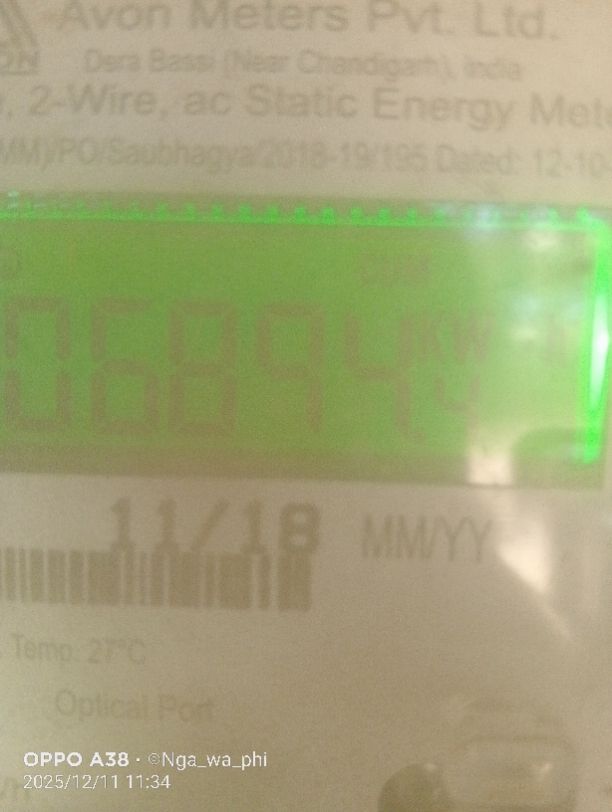 Avon Meters Pvt. Ltd.
Dera Bassi (Near Chandigarh), India
, 2-Wire, ac Static Energy Mete
MM)/PO/Saubhagya/2018-19/195 Dated: 12-10-
CUM
06894.4 KW
11/18 MM/YY
Temp: 27°C
Optical Port
OPPO A38 · ©Nga_wa_phi
2025/12/11 11:34